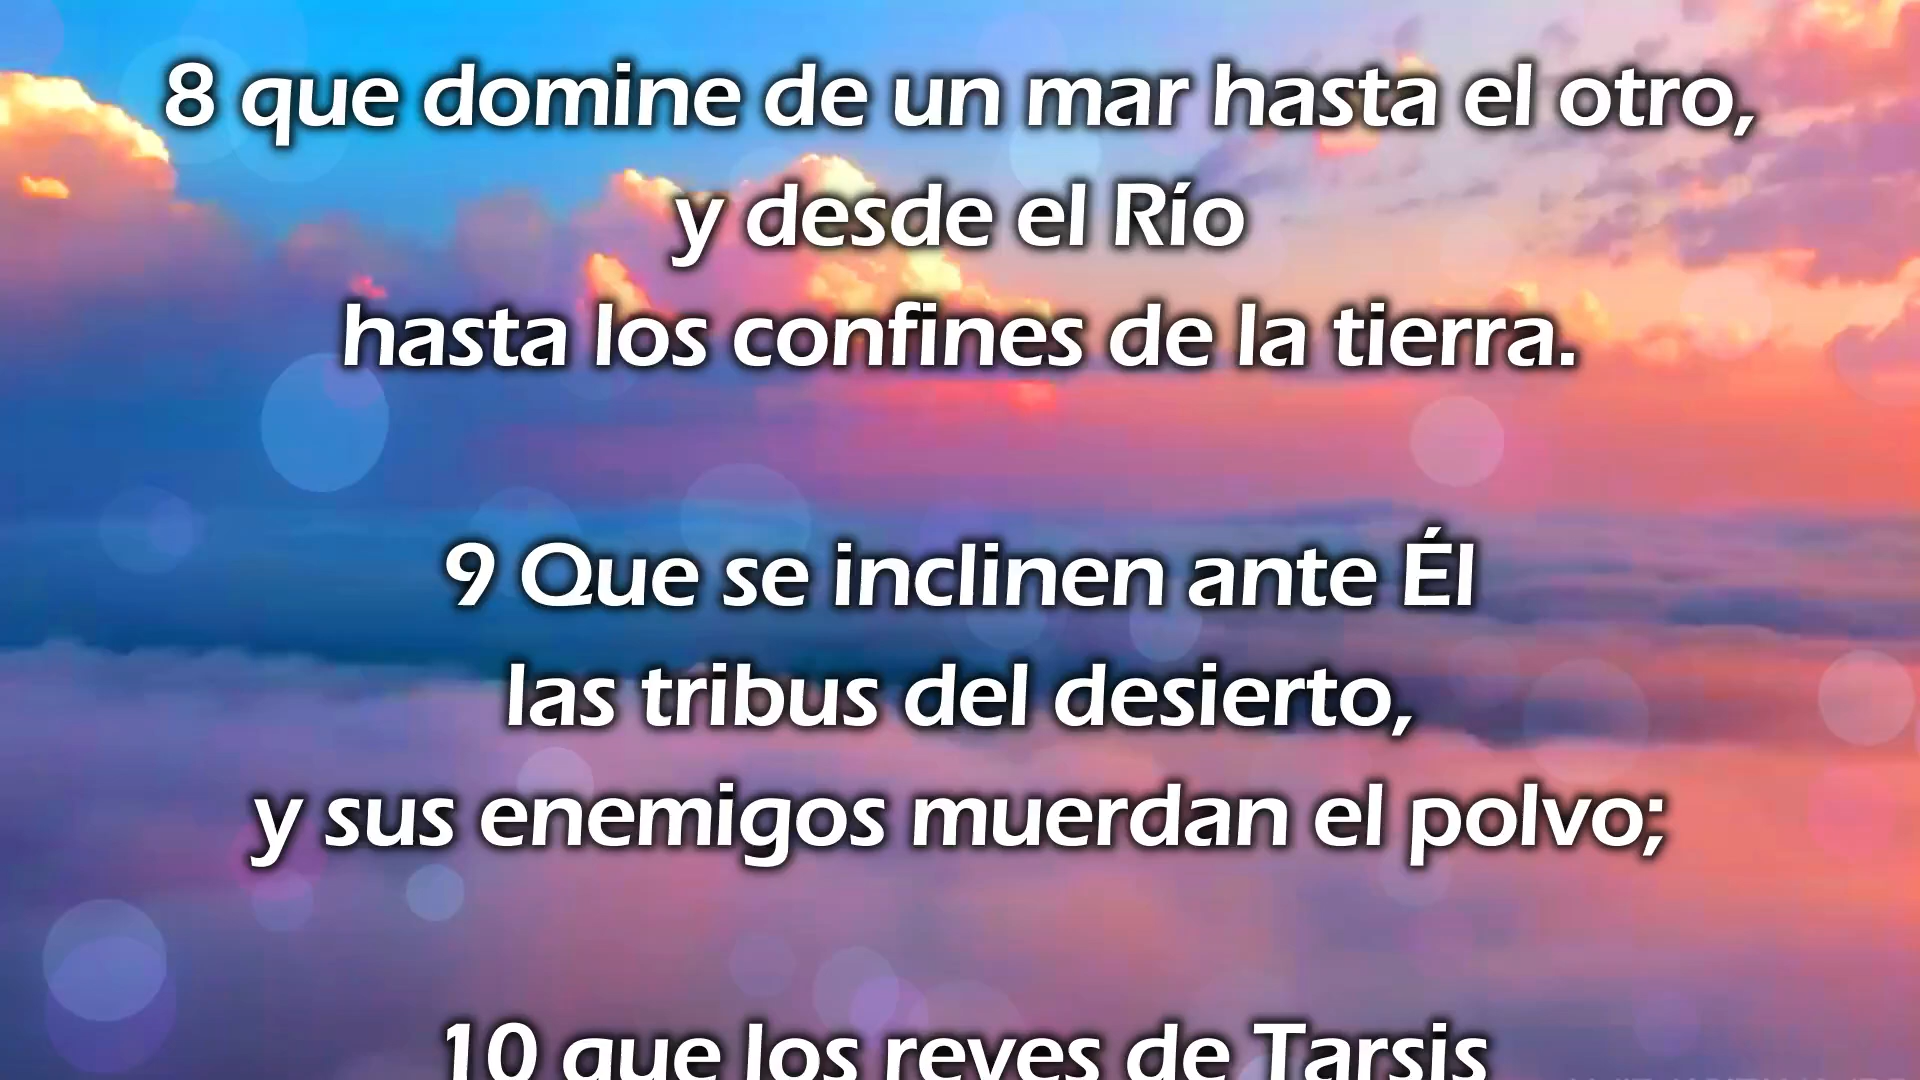 8 que domine de un mar hasta el otro,
y desde el Río
hasta los confines de la tierra.
9 Que se inclinen ante Él
las tribus del desierto,
y sus enemigos muerdan el polvo;
10 que los reyes de Tarsis